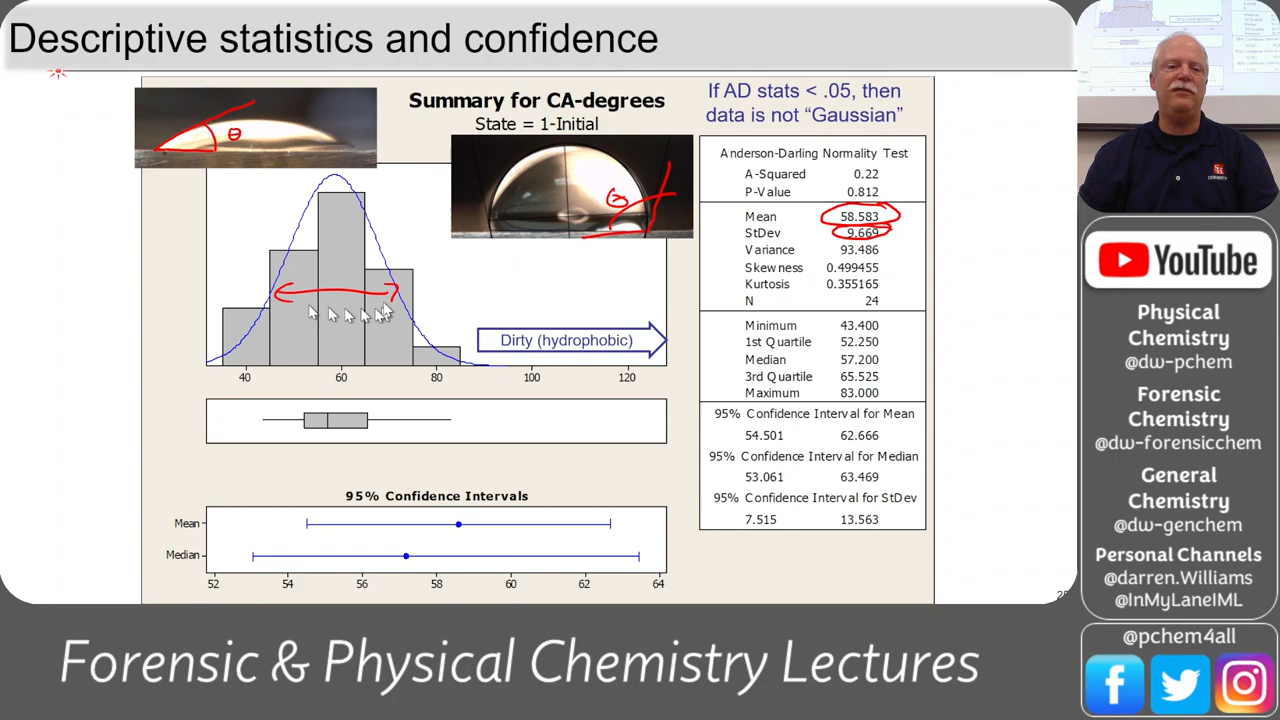 Descriptive statistics and confifence
Summary for CA-degrees
State = 1-Initial
If AD stats < .05, then
data is not “Gaussian”
θ
θ
Anderson-Darling Normality Test
A-Squared 0.22
P-Value 0.812
Mean 58.583
StDev 9.669
Variance 93.486
Skewness 0.499455
Kurtosis 0.355165
N 24
Minimum 43.400
1st Quartile 52.250
Median 57.200
3rd Quartile 65.525
Maximum 83.000
95% Confidence Interval for Mean
54.501 62.666
95% Confidence Interval for Median
53.061 63.469
95% Confidence Interval for StDev
7.515 13.563
Dirty (hydrophobic)
40 60 80 100 120
95% Confidence Intervals
Mean
Median
52 54 56 58 60 62 64
YouTube
Physical
Chemistry
@dw-pchem
Forensic
Chemistry
@dw-forensicchem
General
Chemistry
@dw-genchem
Personal Channels
@darren.Williams
@InMyLaneIML
@pchem4all
Forensic & Physical Chemistry Lectures